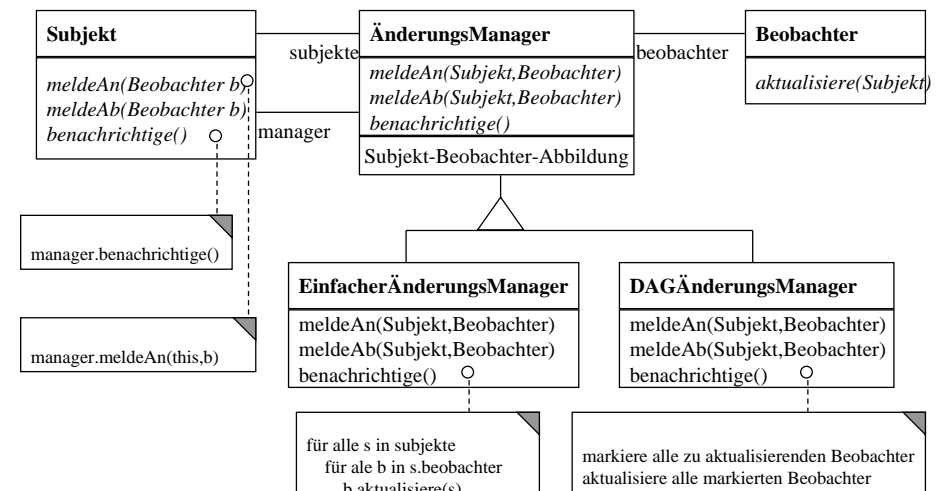 Subjekt
meldeAn(Beobachter b)
meldeAb(Beobachter b)
benachrichtige()
subjekte
manager
ÄnderungsManager
meldeAn(Subjekt,Beobachter)
meldeAb(Subjekt,Beobachter)
benachrichtige()
Subjekt-Beobachter-Abbildung
beobachter
Beobachter
aktualisiere(Subjekt)
manager.benachrichtige()
manager.meldeAn(this,b)
EinfacherÄnderungsManager
meldeAn(Subjekt,Beobachter)
meldeAb(Subjekt,Beobachter)
benachrichtige()
DAGÄnderungsManager
meldeAn(Subjekt,Beobachter)
meldeAb(Subjekt,Beobachter)
benachrichtige()
für alle s in subjekte
für ale b in s.beobachter
b.aktualisiere(s)
markiere alle zu aktualisierenden Beobachter
aktualisiere alle markierten Beobachter